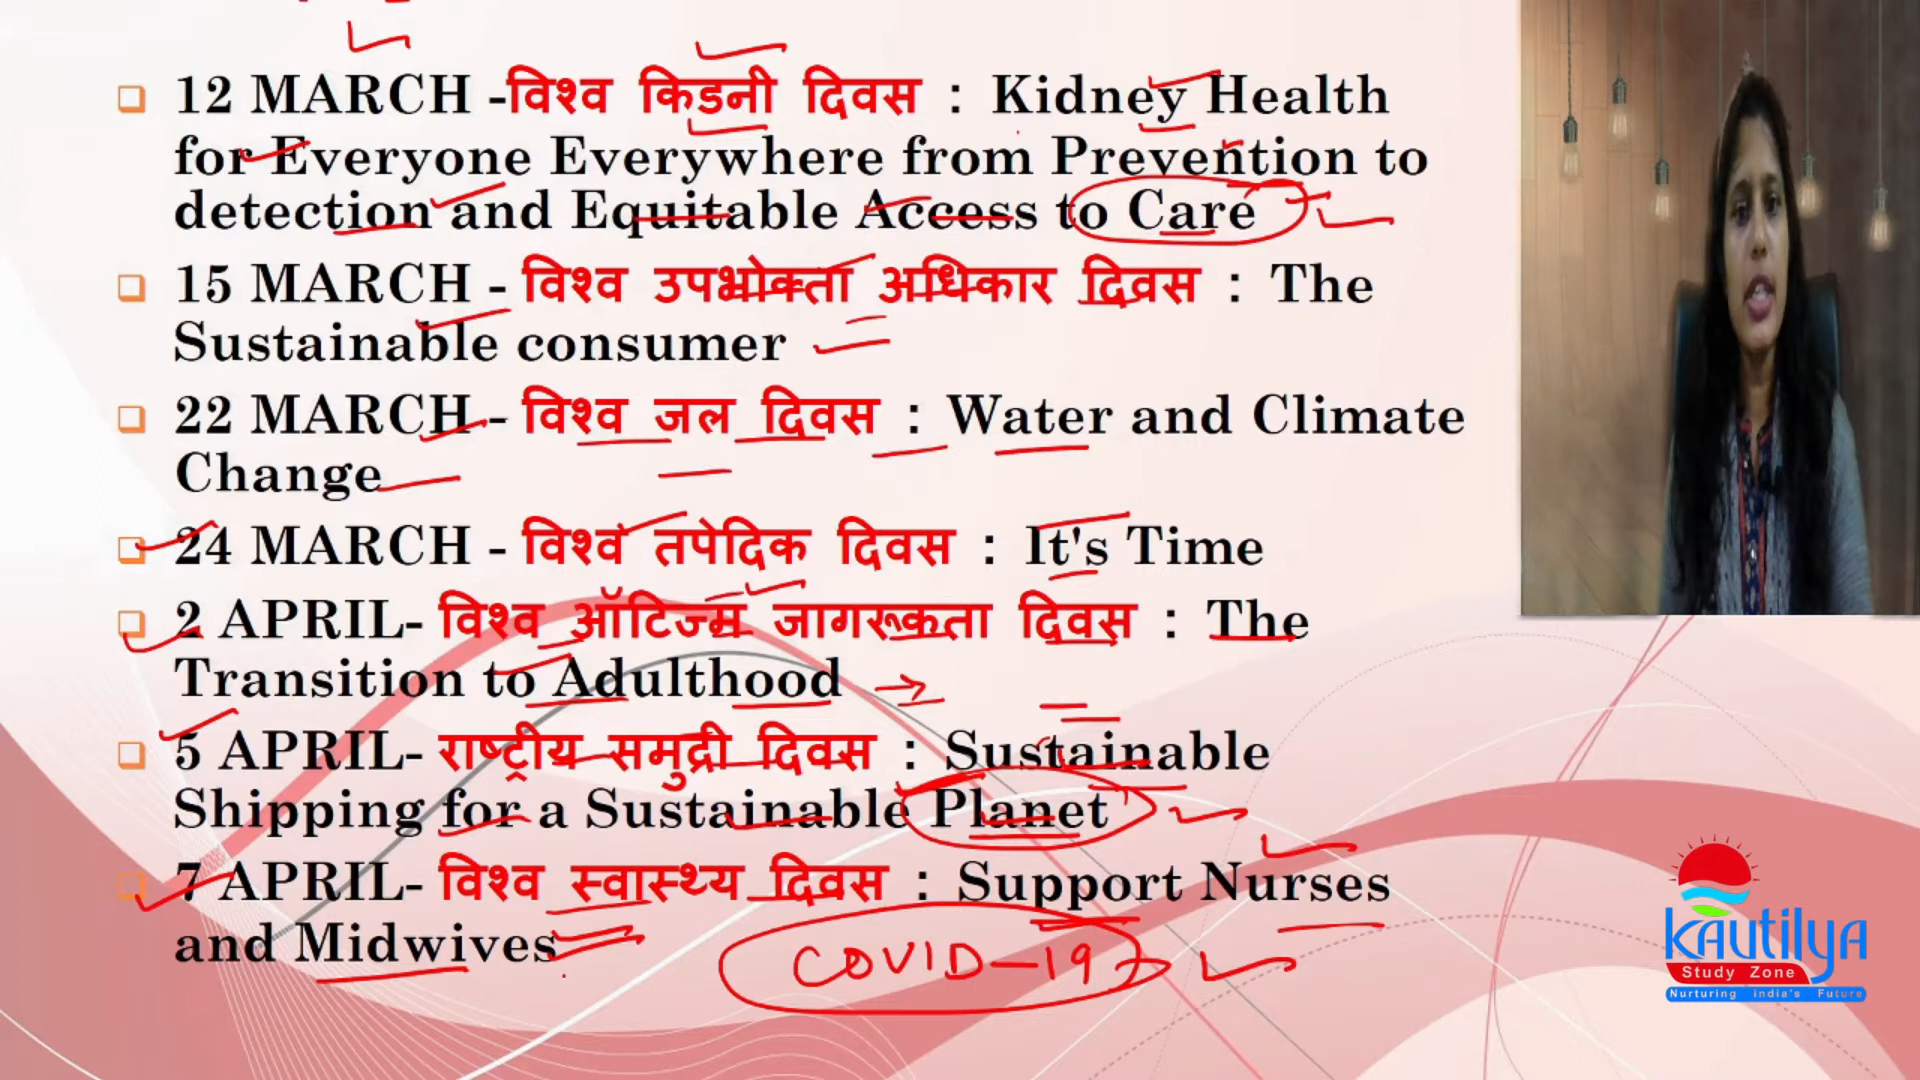 12 MARCH -विश्व किडनी दिवस : Kidney Health
for Everyone Everywhere from Prevention to
detection and Equitable Access to Care
15 MARCH - विश्व उपभोक्ता अधिकार दिवस : The
Sustainable consumer
22 MARCH - विश्व जल दिवस : Water and Climate
Change
24 MARCH - विश्व तपेदिक दिवस : It's Time
2 APRIL- विश्व ऑटिज्म जागरूकता दिवस : The
Transition to Adulthood
5 APRIL- राष्ट्रीय समुद्री दिवस : Sustainable
Shipping for a Sustainable Planet
7 APRIL- विश्व स्वास्थ्य दिवस : Support Nurses
and Midwives
COVID-19
Kautilya
Study Zone
Nurturing india's Future